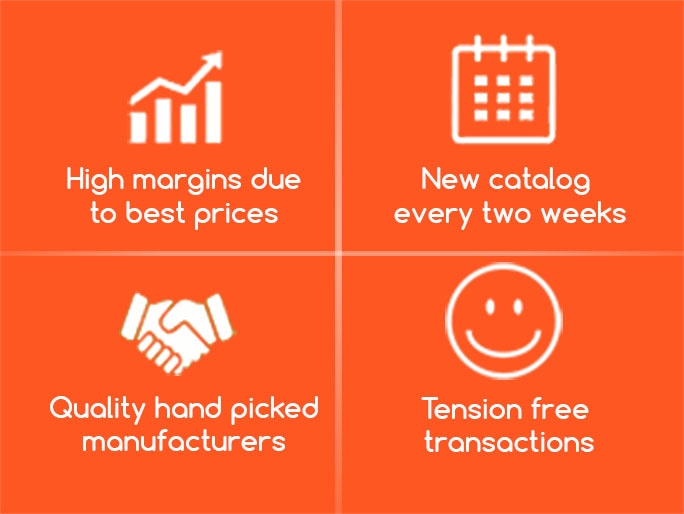 High margins due
to best prices
New catalog
every two weeks
Quality hand picked
manufacturers
Tension free
transactions